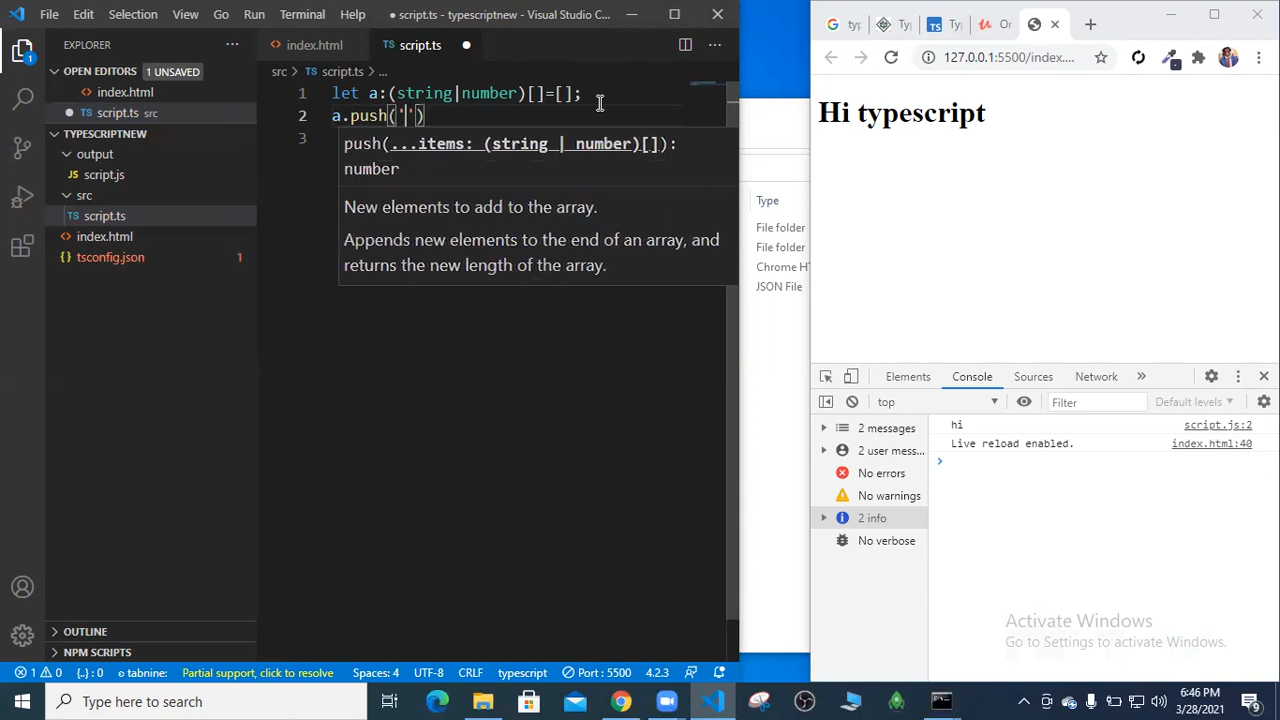 File Edit Selection View Go Run Terminal Help
script.ts - typescriptnew - Visual Studio C...
EXPLORER
index.html
script.ts
OPEN EDITORS
1 UNSAVED
index.html
script.ts src
TYPESCRIPTNEW
output
script.js
src
script.ts
index.html
tsconfig.json 1
OUTLINE
NPM SCRIPTS
src > script.ts > ...
1 let a:(string|number)[]=[];
2 a.push('')
3
push(...items: (string | number)[]):
number
New elements to add to the array.
Appends new elements to the end of an array, and
returns the new length of the array.
1 0 {..} : 0 tabnine: Partial support, click to resolve Spaces: 4 UTF-8 CRLF typescript Port : 5500 4.2.3
Type
File folder
File folder
Chrome HT
JSON File
typ Ty Ty Or
127.0.0.1:5500/index....
Hi typescript
Elements Console Sources Network
top Filter Default levels
2 messages
2 user mess...
No errors
No warnings
2 info
No verbose
hi script.js:2
Live reload enabled. index.html:40
Activate Windows
Go to Settings to activate Windows.
Type here to search
6:46 PM
3/28/2021
9